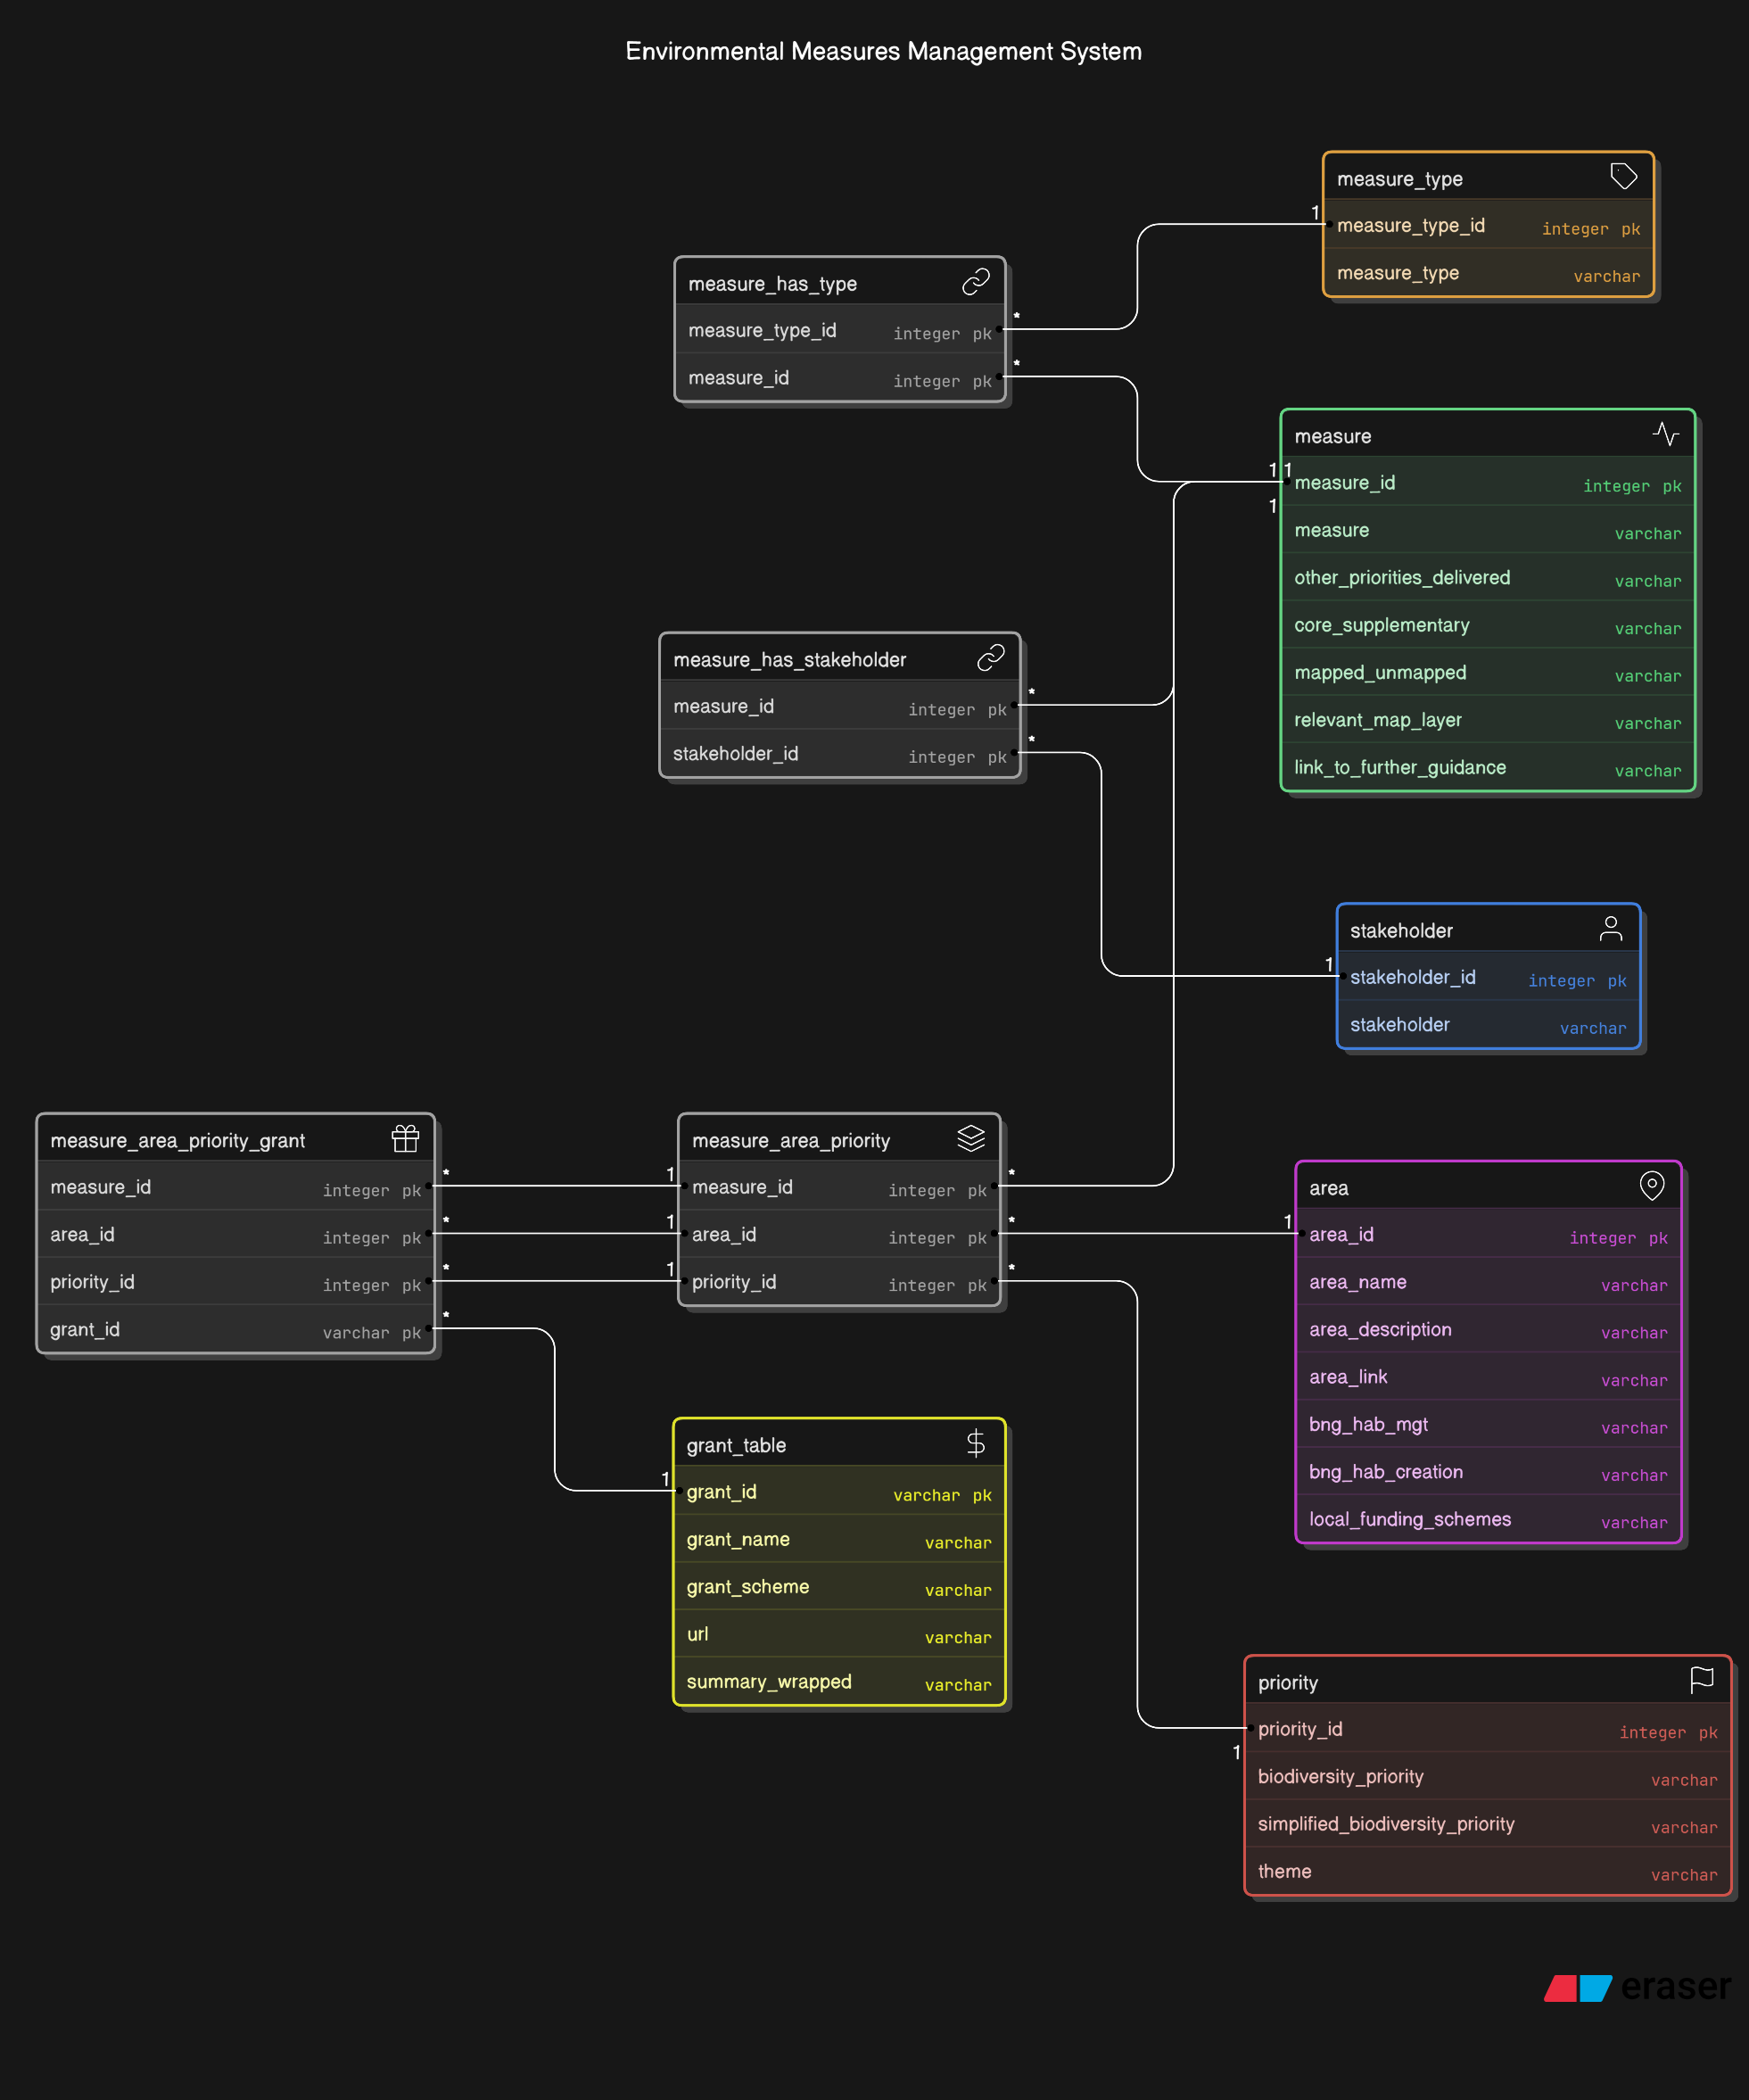 Environmental Measures Management System
measure_type
1
measure_type_id integer pk
measure_type varchar
measure_has_type
measure_type_id integer pk *
measure_id integer pk *
measure
1 1
measure_id integer pk
1
measure varchar
other_priorities_delivered varchar
core_supplementary varchar
mapped_unmapped varchar
relevant_map_layer varchar
link_to_further_guidance varchar
measure_has_stakeholder
measure_id integer pk *
stakeholder_id integer pk *
stakeholder
1
stakeholder_id integer pk
stakeholder varchar
measure_area_priority_grant
measure_id integer pk *
area_id integer pk *
priority_id integer pk *
grant_id varchar pk *
measure_area_priority
1 measure_id integer pk *
1 area_id integer pk *
1 priority_id integer pk *
area
1 area_id integer pk
area_name varchar
area_description varchar
area_link varchar
bng_hab_mgt varchar
bng_hab_creation varchar
local_funding_schemes varchar
grant_table
1 grant_id varchar pk
grant_name varchar
grant_scheme varchar
url varchar
summary_wrapped varchar
priority
priority_id integer pk
1
biodiversity_priority varchar
simplified_biodiversity_priority varchar
theme varchar
eraser